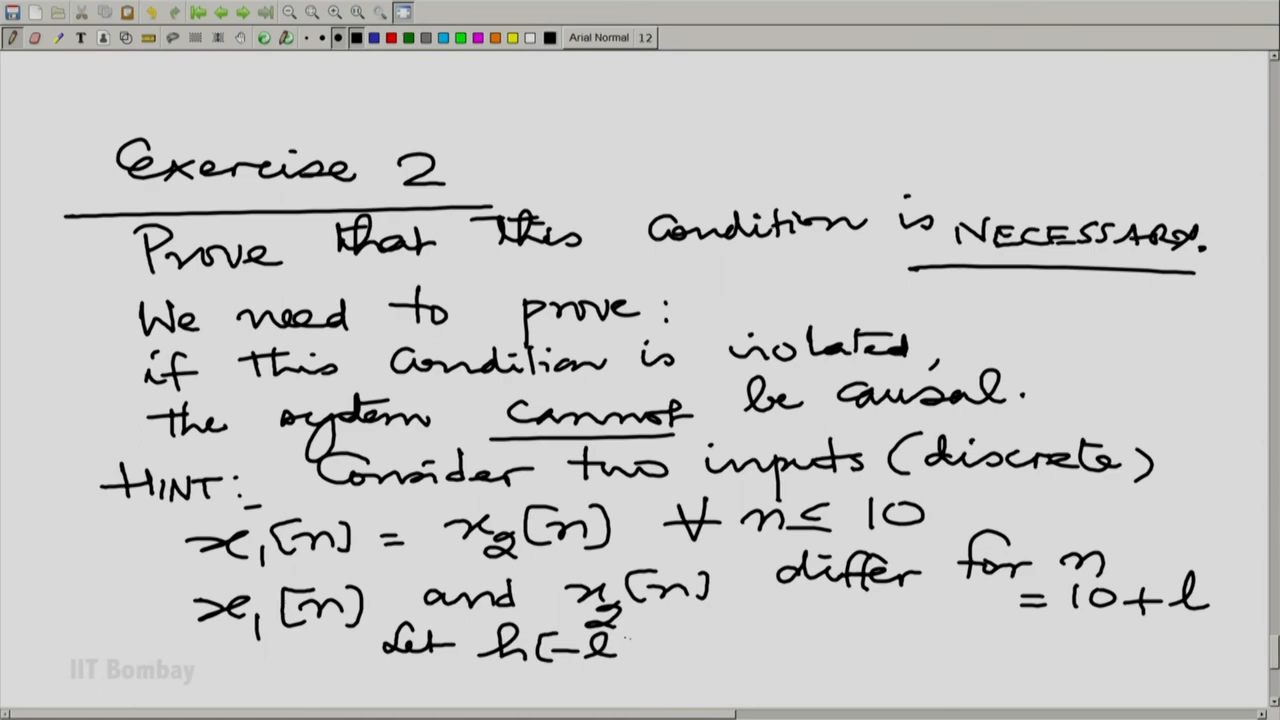 Arial Normal 12
Exercise 2
Prove that this condition is NECESSARY.
We need to prove:
if this condition is violated,
the system cannot be causal.
HINT:- Consider two inputs (discrete)
x₁[n] = x₂[n] ∀ n ≤ 10
x₁[n] and x₂[n] differ for n
= 10+l
Let h[-l
IIT Bombay